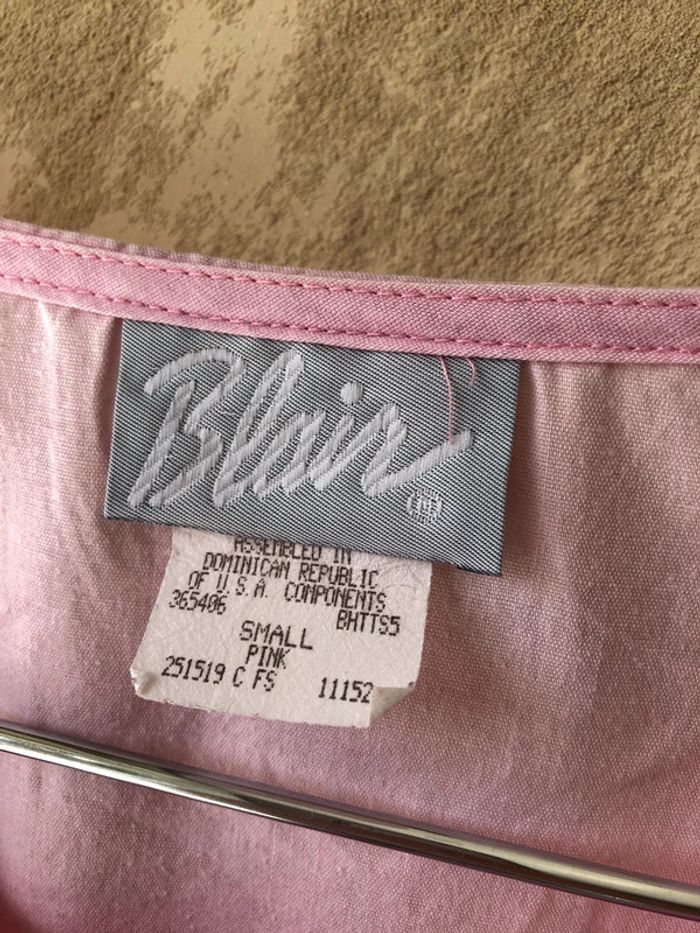 Blair
ASSEMBLED IN
DOMINICAN REPUBLIC
OF U.S.A. COMPONENTS
365406 BHTTS5
SMALL
PINK
251519 C FS 11152